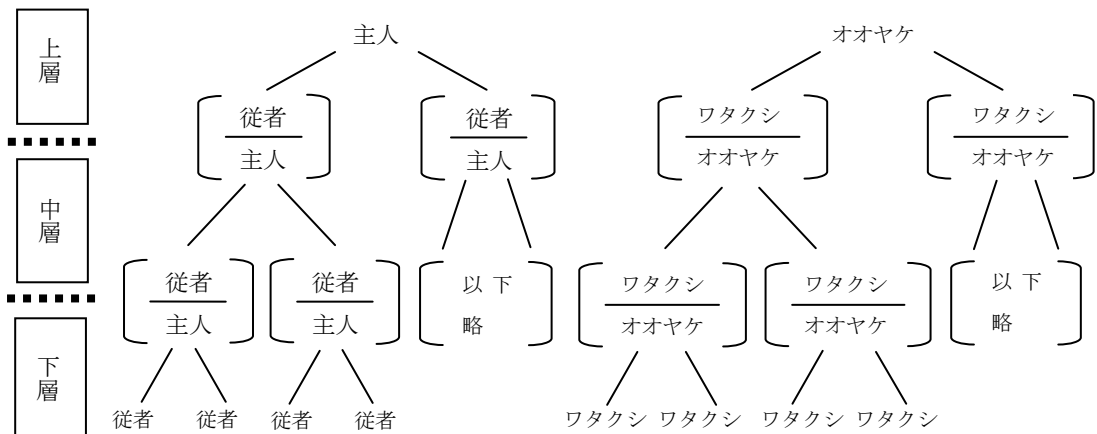 上層
主人
オオヤケ
従者
主人
従者
主人
ワタクシ
オオヤケ
ワタクシ
オオヤケ
中層
従者
主人
従者
主人
以下
略
ワタクシ
オオヤケ
ワタクシ
オオヤケ
以下
略
下層
従者 従者 従者 従者 ワタクシ ワタクシ ワタクシ ワタクシ